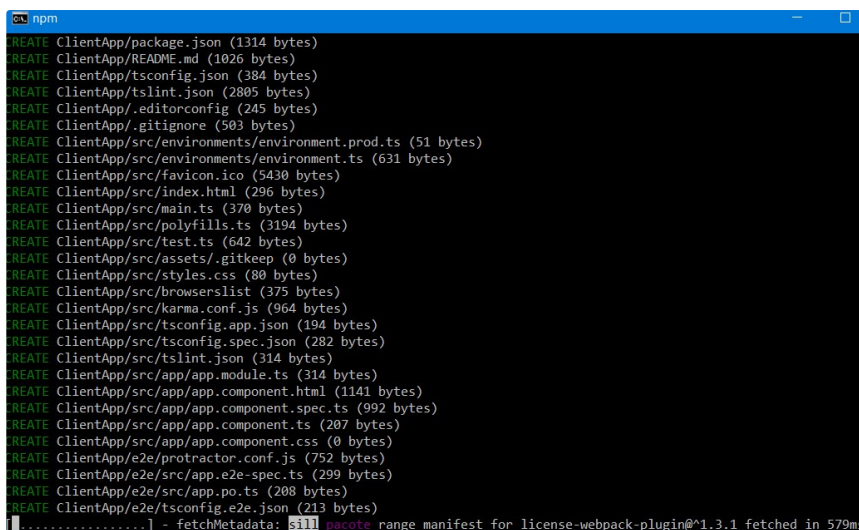 npm
CREATE ClientApp/package.json (1314 bytes)
CREATE ClientApp/README.md (1026 bytes)
CREATE ClientApp/tsconfig.json (384 bytes)
CREATE ClientApp/tslint.json (2805 bytes)
CREATE ClientApp/.editorconfig (245 bytes)
CREATE ClientApp/.gitignore (503 bytes)
CREATE ClientApp/src/environments/environment.prod.ts (51 bytes)
CREATE ClientApp/src/environments/environment.ts (631 bytes)
CREATE ClientApp/src/favicon.ico (5430 bytes)
CREATE ClientApp/src/index.html (296 bytes)
CREATE ClientApp/src/main.ts (370 bytes)
CREATE ClientApp/src/polyfills.ts (3194 bytes)
CREATE ClientApp/src/test.ts (642 bytes)
CREATE ClientApp/src/assets/.gitkeep (0 bytes)
CREATE ClientApp/src/styles.css (80 bytes)
CREATE ClientApp/src/browserslist (375 bytes)
CREATE ClientApp/src/karma.conf.js (964 bytes)
CREATE ClientApp/src/tsconfig.app.json (194 bytes)
CREATE ClientApp/src/tsconfig.spec.json (282 bytes)
CREATE ClientApp/src/tslint.json (314 bytes)
CREATE ClientApp/src/app/app.module.ts (314 bytes)
CREATE ClientApp/src/app/app.component.html (1141 bytes)
CREATE ClientApp/src/app/app.component.spec.ts (992 bytes)
CREATE ClientApp/src/app/app.component.ts (207 bytes)
CREATE ClientApp/src/app/app.component.css (0 bytes)
CREATE ClientApp/e2e/protractor.conf.js (752 bytes)
CREATE ClientApp/e2e/src/app.e2e-spec.ts (299 bytes)
CREATE ClientApp/e2e/src/app.po.ts (208 bytes)
CREATE ClientApp/e2e/tsconfig.e2e.json (213 bytes)
[ .................] - fetchMetadata: sill pacote range manifest for license-webpack-plugin@^1.3.1 fetched in 579m